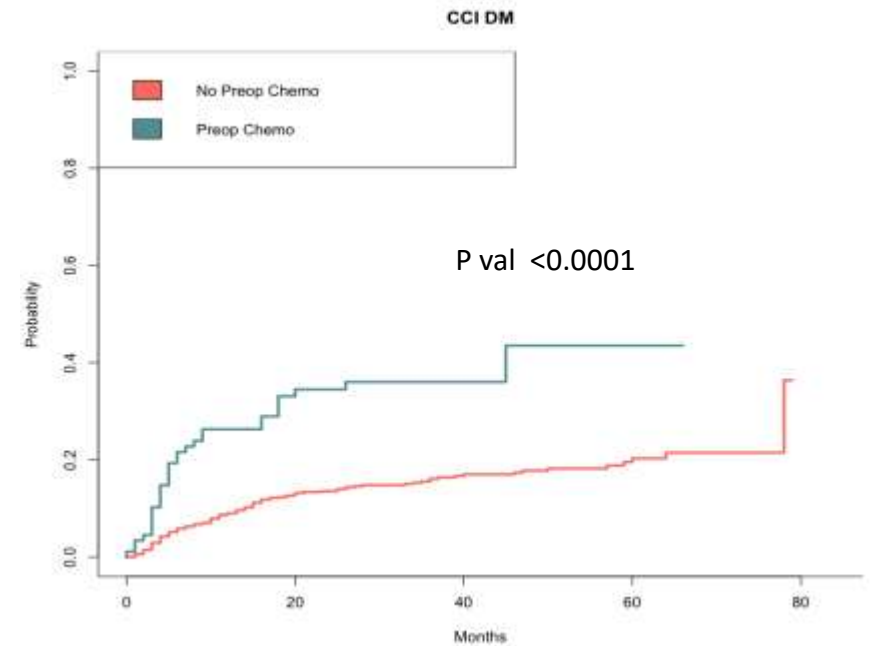 CCI DM
No Preop Chemo
Preop Chemo
P val <0.0001
Probability
1.0
0.8
0.6
0.4
0.2
0.0
0 20 40 60 80
Months